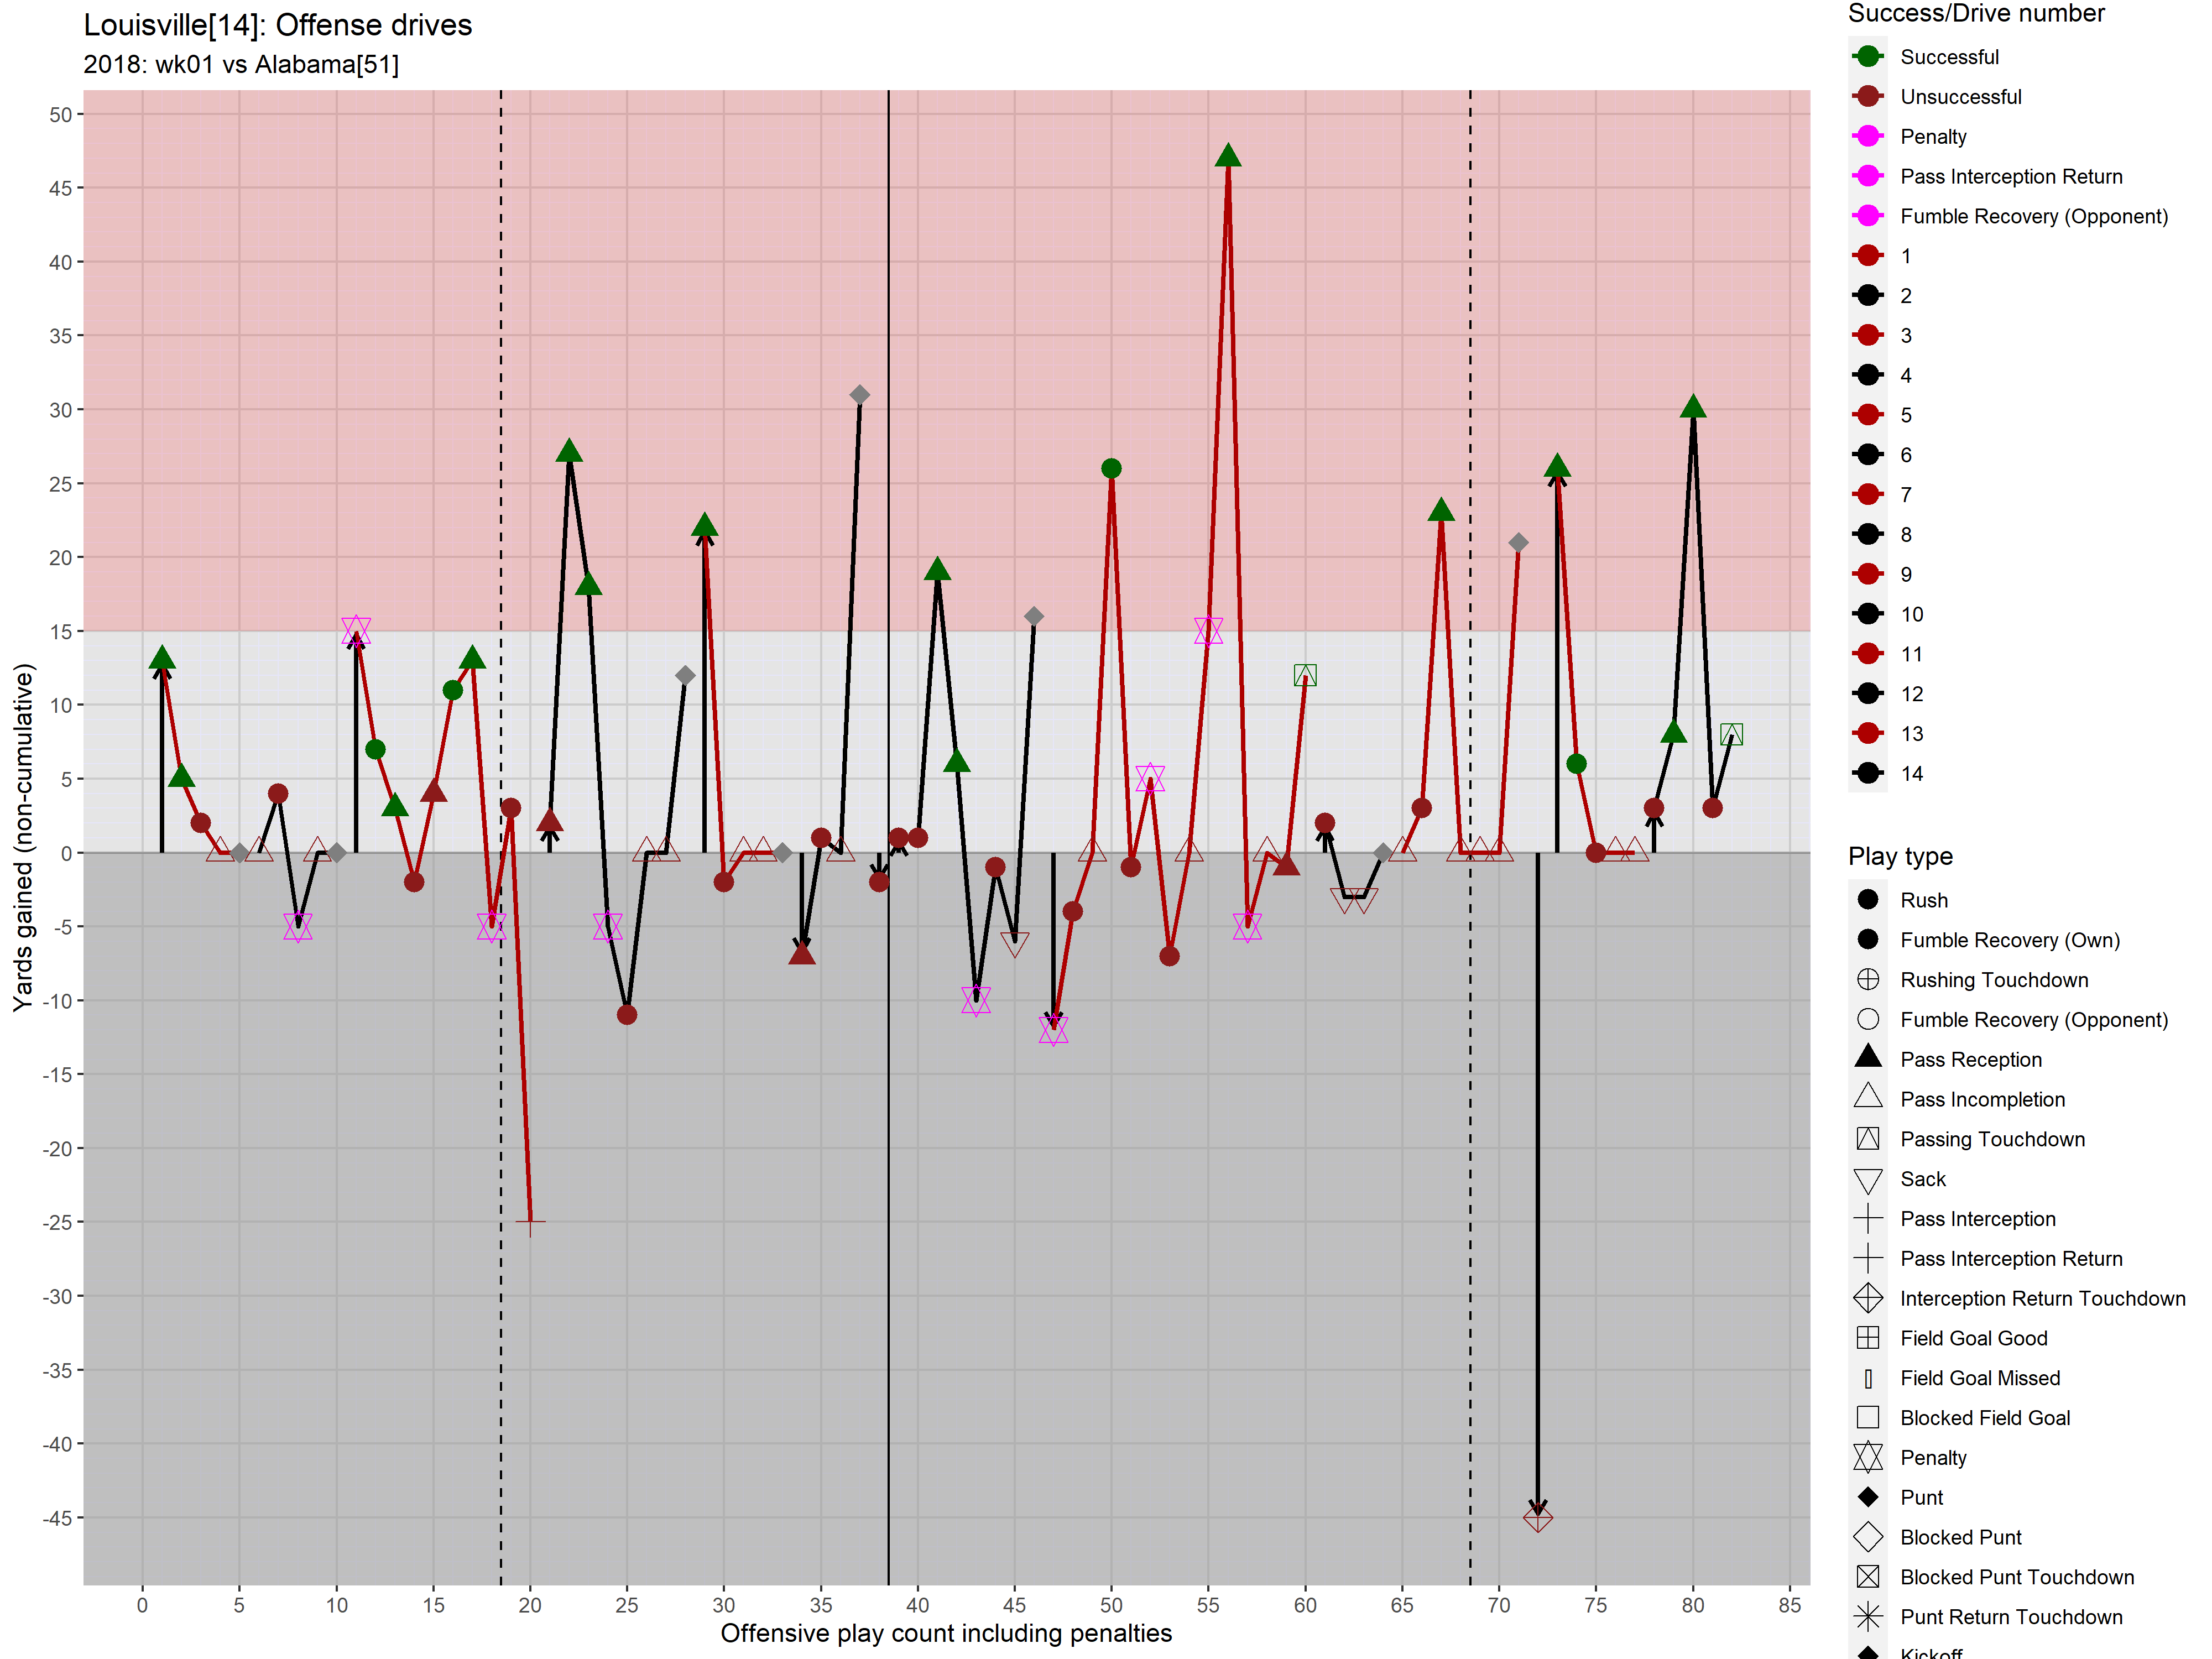 Louisville[14]: Offense drives
2018: wk01 vs Alabama[51]
Yards gained (non-cumulative)
50
45
40
35
30
25
20
15
10
5
0
-5
-10
-15
-20
-25
-30
-35
-40
-45
0 5 10 15 20 25 30 35 40 45 50 55 60 65 70 75 80 85
Offensive play count including penalties
Success/Drive number
Successful
Unsuccessful
Penalty
Pass Interception Return
Fumble Recovery (Opponent)
1
2
3
4
5
6
7
8
9
10
11
12
13
14
Play type
Rush
Fumble Recovery (Own)
Rushing Touchdown
Fumble Recovery (Opponent)
Pass Reception
Pass Incompletion
Passing Touchdown
Sack
Pass Interception
Pass Interception Return
Interception Return Touchdown
Field Goal Good
Field Goal Missed
Blocked Field Goal
Penalty
Punt
Blocked Punt
Blocked Punt Touchdown
Punt Return Touchdown
Kickoff